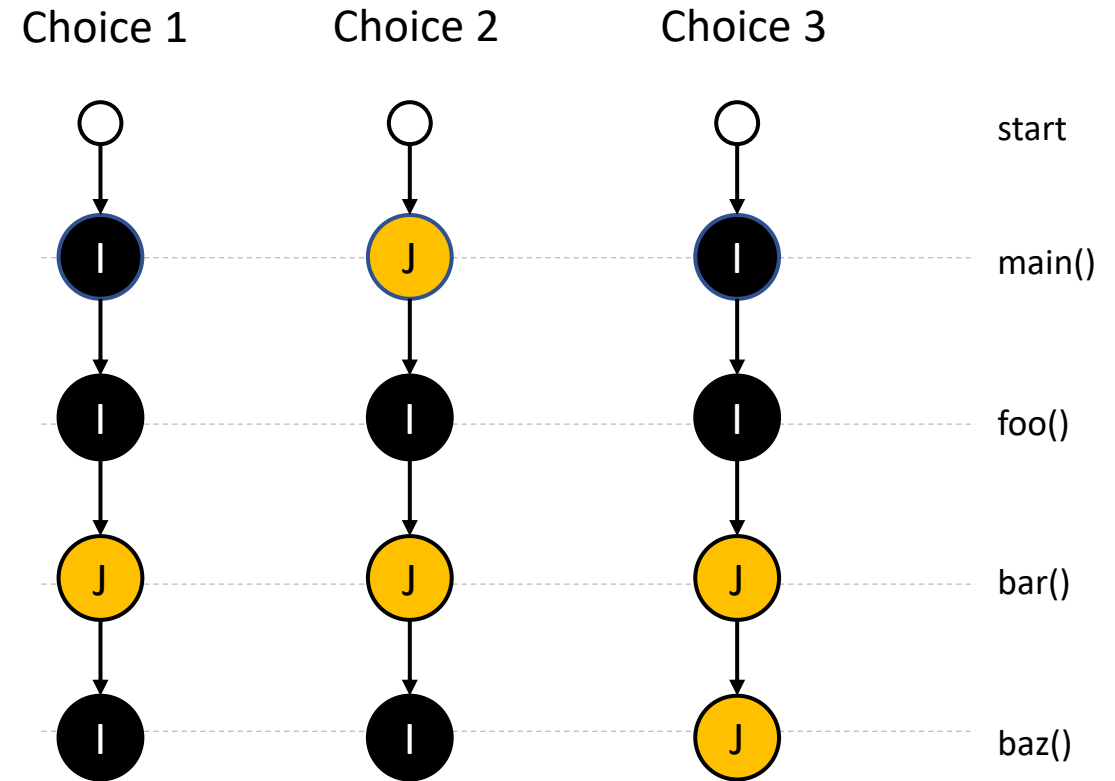 Choice 1 Choice 2 Choice 3
start
I J I main()
I I I foo()
J J J bar()
I I J baz()